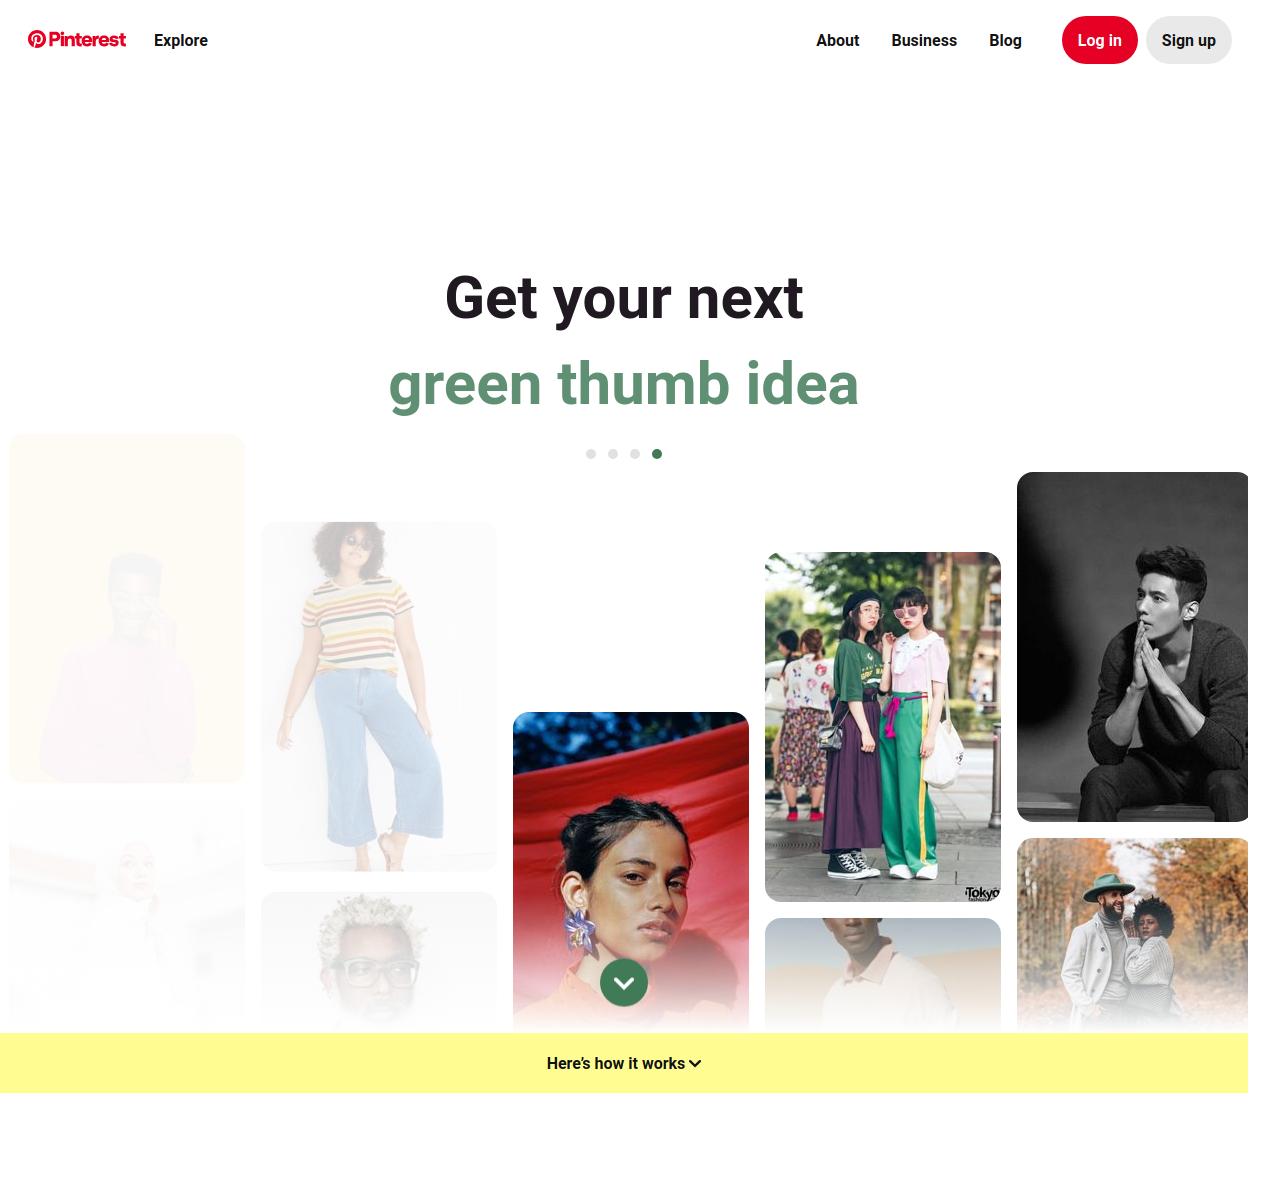 Pinterest
Explore
About
Business
Blog
Log in
Sign up
Get your next
green thumb idea
Tokyo
fashion
Here's how it works